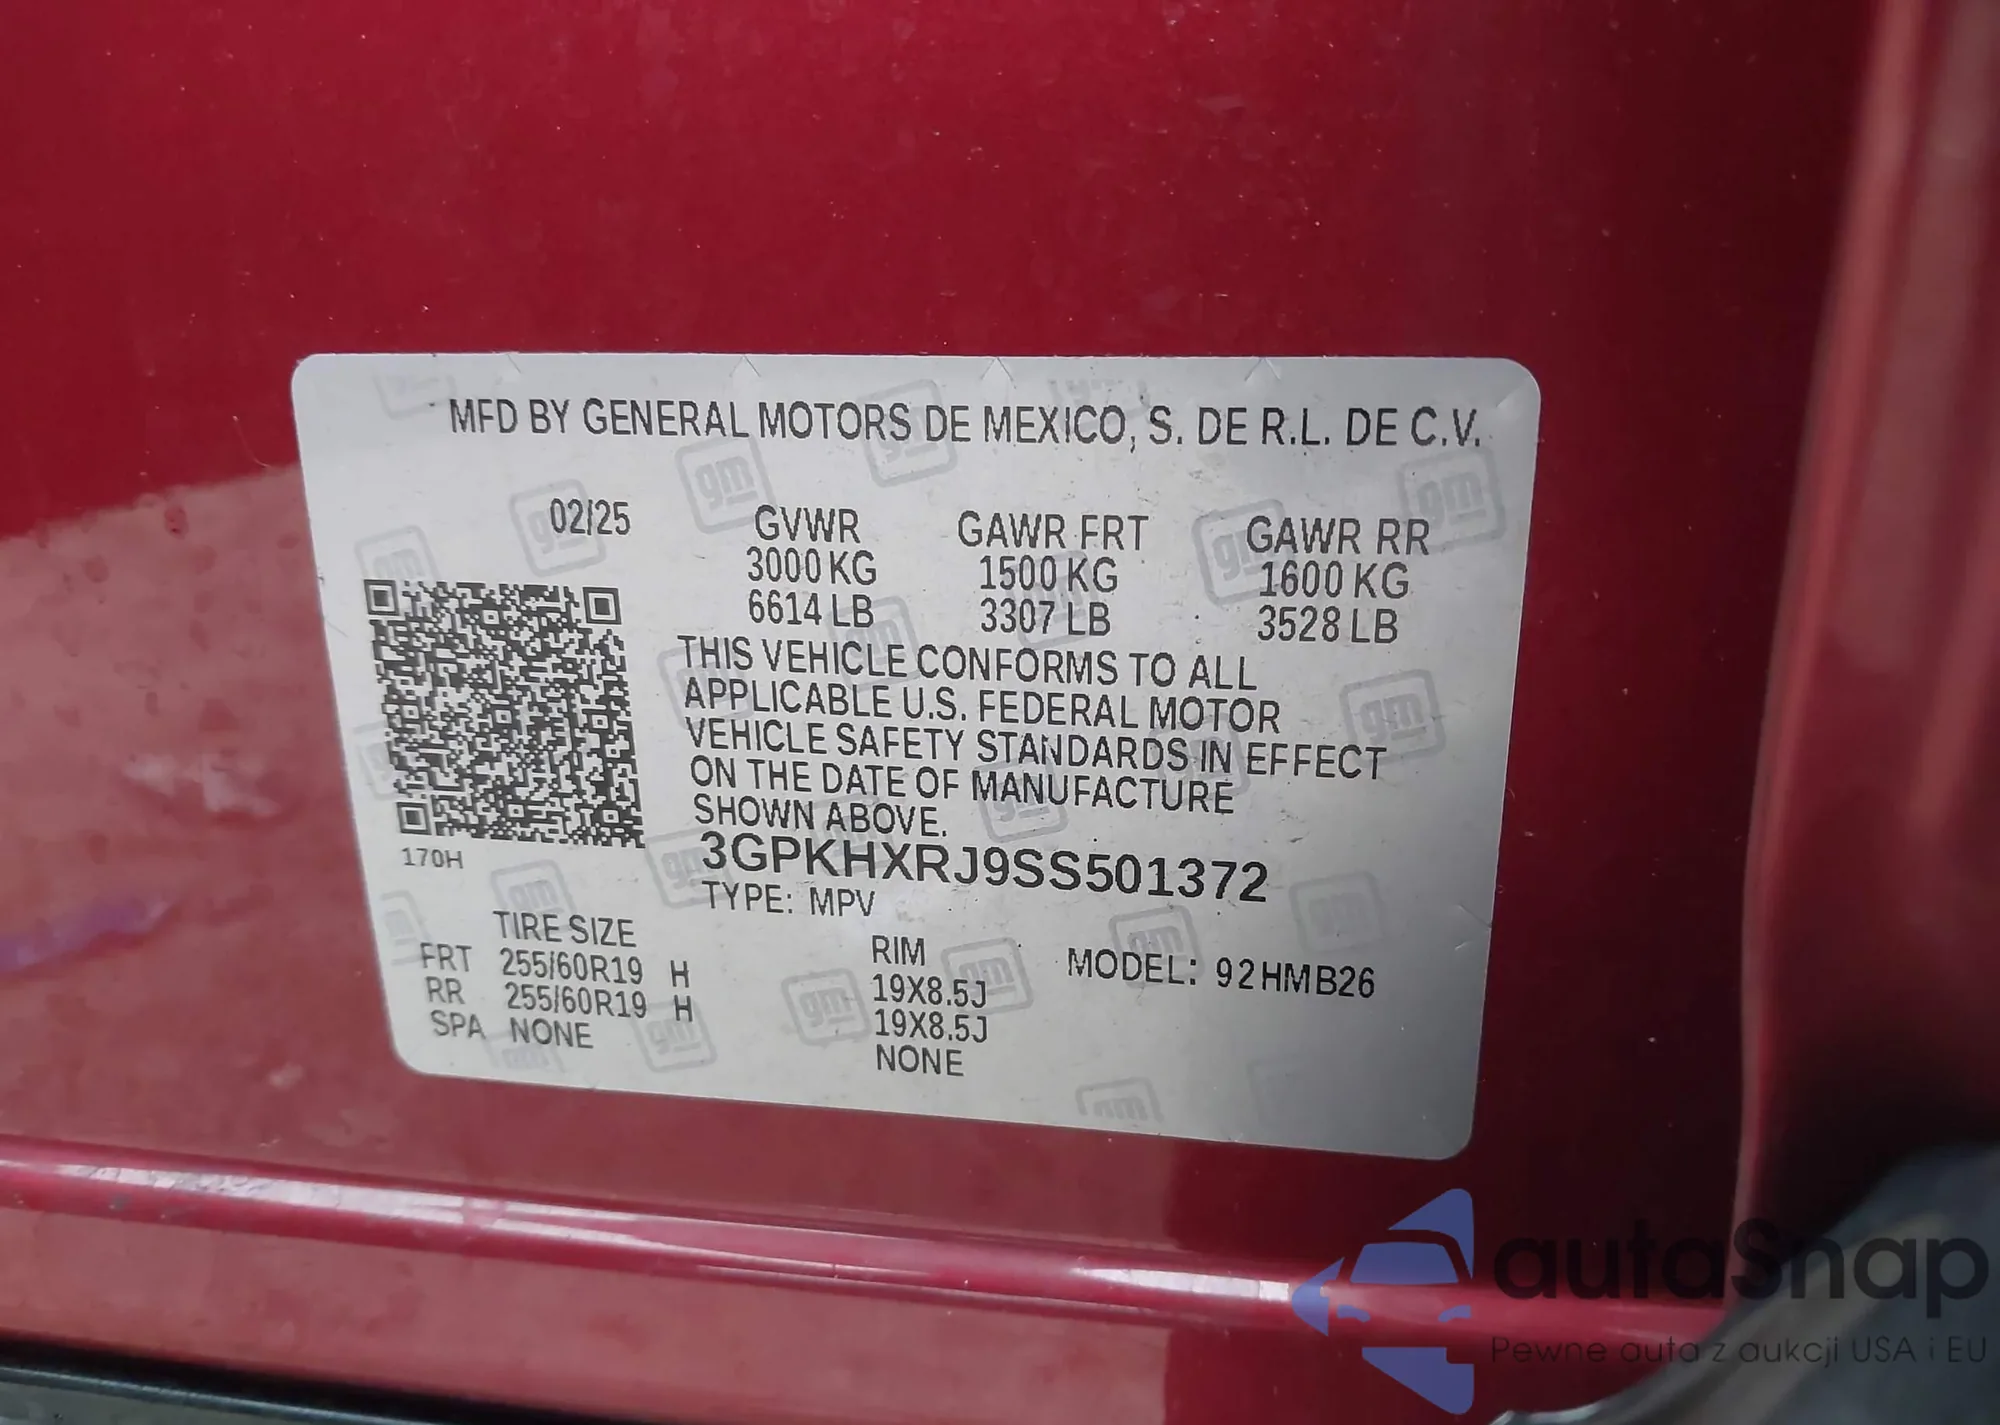 MFD BY GENERAL MOTORS DE MEXICO, S. DE R.L. DE C.V.
02/25 GVWR GAWR FRT GAWR RR
3000 KG 1500 KG 1600 KG
6614 LB 3307 LB 3528 LB
THIS VEHICLE CONFORMS TO ALL
APPLICABLE U.S. FEDERAL MOTOR
VEHICLE SAFETY STANDARDS IN EFFECT
ON THE DATE OF MANUFACTURE
SHOWN ABOVE.
170H
3GPKHXRJ9SS501372
TYPE: MPV
TIRE SIZE RIM MODEL: 92HMB26
FRT 255/60R19 H 19X8.5J
RR 255/60R19 H 19X8.5J
SPA NONE NONE
gm
autaSnap
Pewne auta z aukcji USA i EU